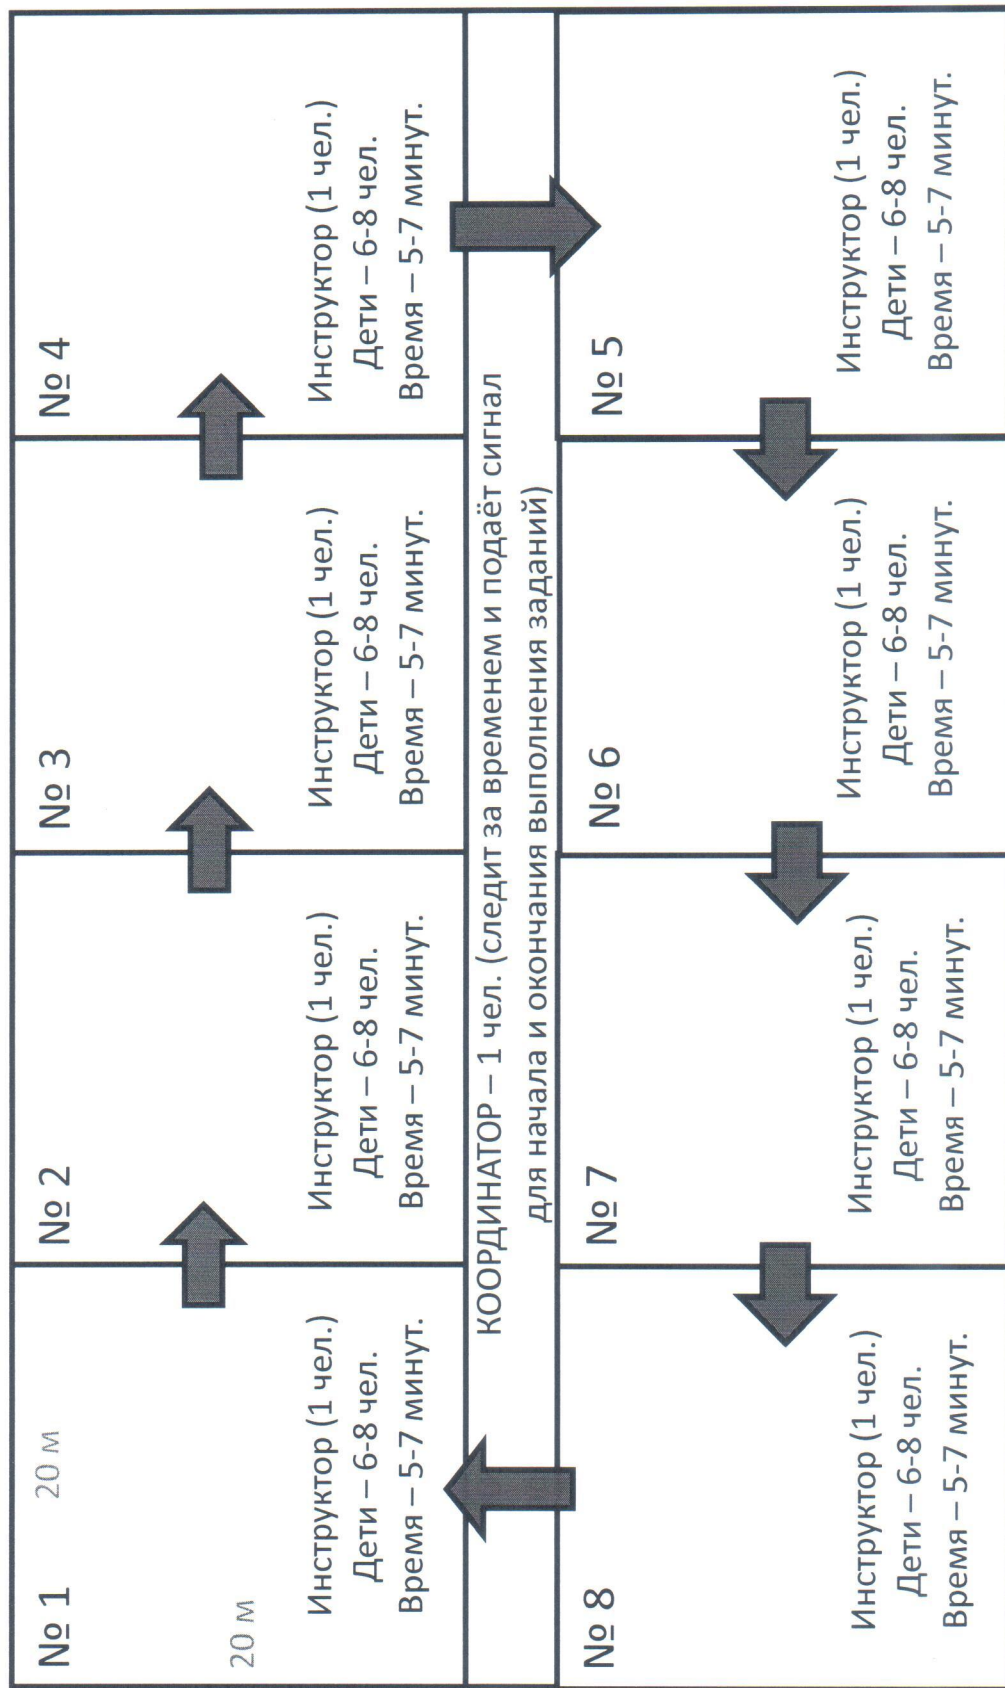 № 1
20 м
20 м
Инструктор (1 чел.)
Дети – 6-8 чел.
Время – 5-7 минут.
№ 2
Инструктор (1 чел.)
Дети – 6-8 чел.
Время – 5-7 минут.
№ 3
Инструктор (1 чел.)
Дети – 6-8 чел.
Время – 5-7 минут.
№ 4
Инструктор (1 чел.)
Дети – 6-8 чел.
Время – 5-7 минут.
КООРДИНАТОР – 1 чел. (следит за временем и подаёт сигнал
для начала и окончания выполнения заданий)
№ 8
Инструктор (1 чел.)
Дети – 6-8 чел.
Время – 5-7 минут.
№ 7
Инструктор (1 чел.)
Дети – 6-8 чел.
Время – 5-7 минут.
№ 6
Инструктор (1 чел.)
Дети – 6-8 чел.
Время – 5-7 минут.
№ 5
Инструктор (1 чел.)
Дети – 6-8 чел.
Время – 5-7 минут.